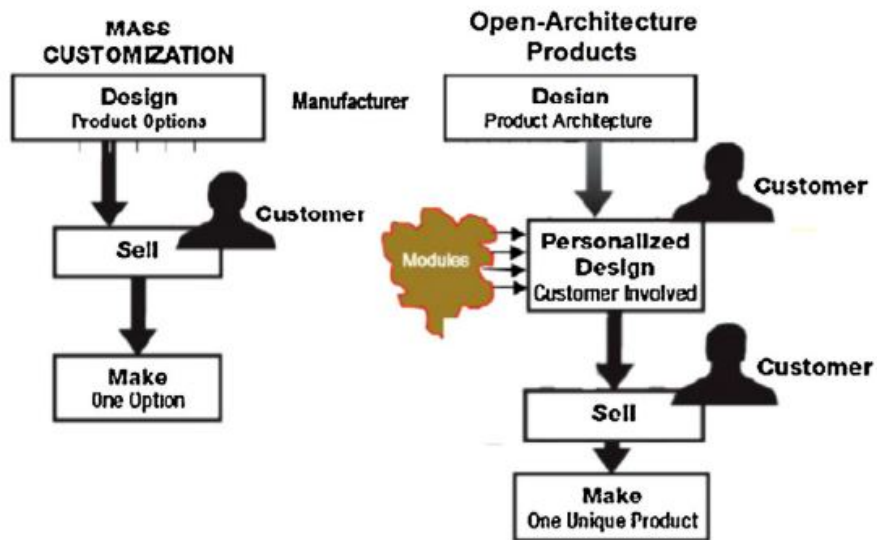 MASS
CUSTOMIZATION
Design
Product Options
Customer
Sell
Make
One Option
Manufacturer
Open-Architecture
Products
Design
Product Architecture
Customer
Modules
Personalized
Design
Customer Involved
Customer
Sell
Make
One Unique Product